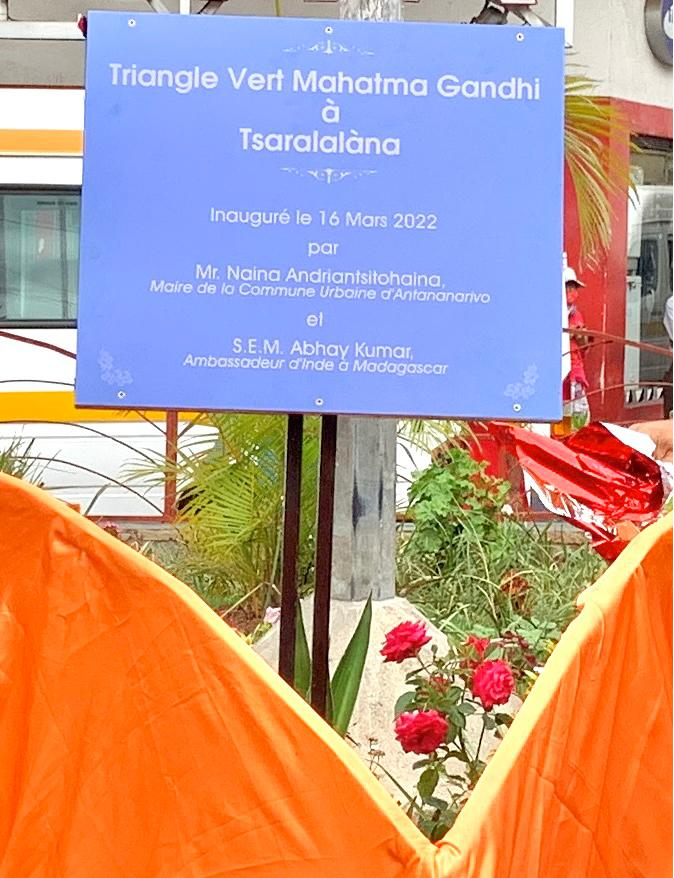 Triangle Vert Mahatma Gandhi
à
Tsaralalàna
Inauguré le 16 Mars 2022
par
Mr. Naina Andriantsitohaina,
Maire de la Commune Urbaine d'Antananarivo
et
S.E.M. Abhay Kumar,
Ambassadeur d'Inde à Madagascar